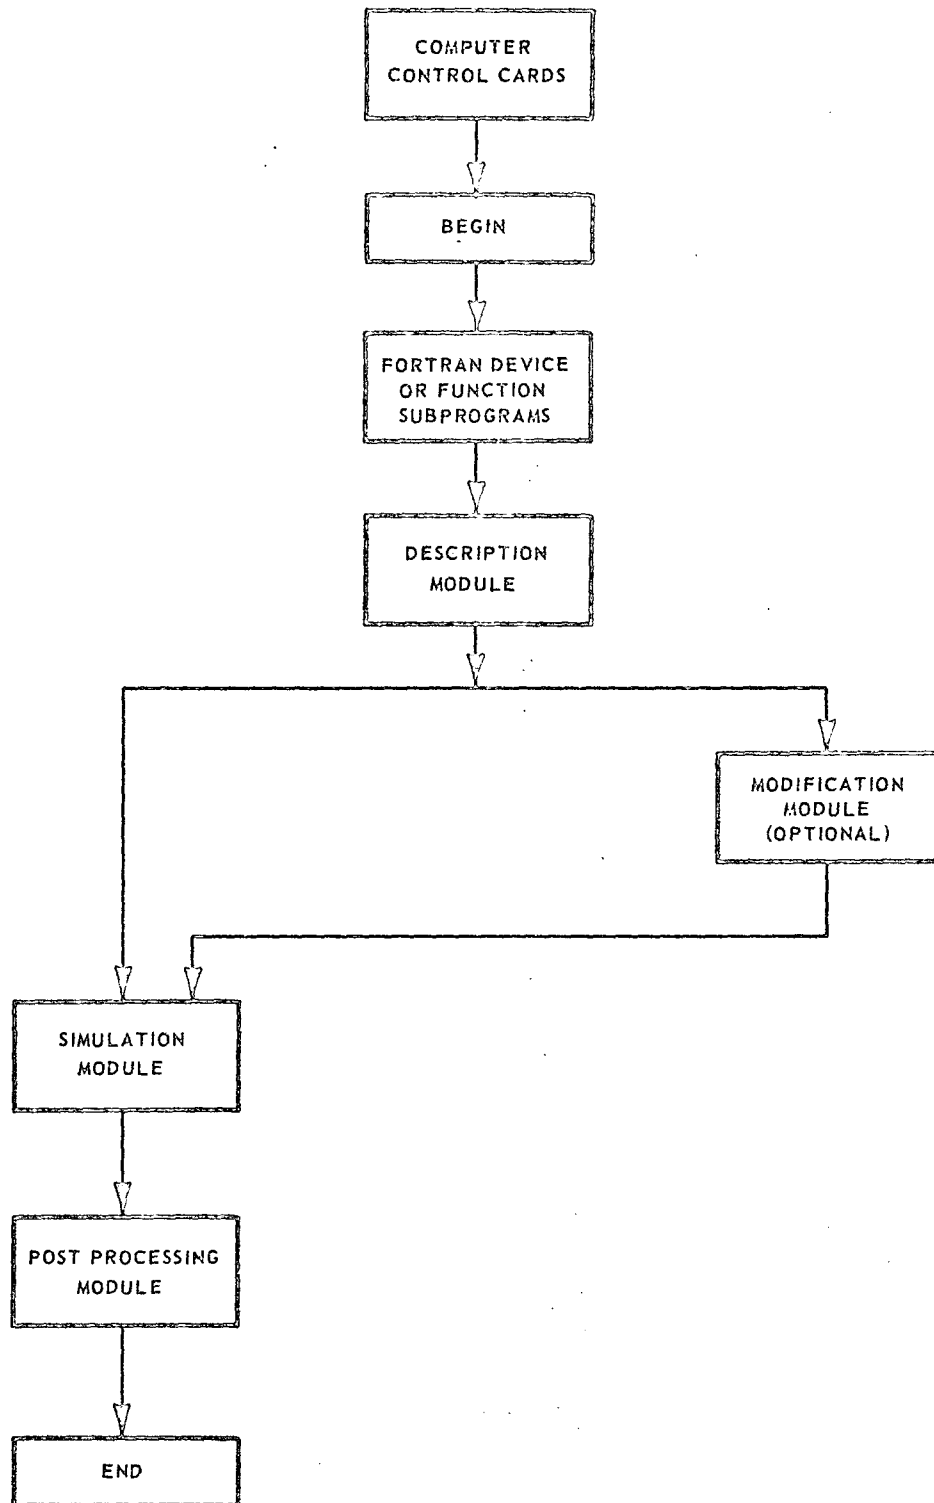 COMPUTER
CONTROL CARDS
BEGIN
FORTRAN DEVICE
OR FUNCTION
SUBPROGRAMS
DESCRIPTION
MODULE
MODIFICATION
MODULE
(OPTIONAL)
SIMULATION
MODULE
POST PROCESSING
MODULE
END